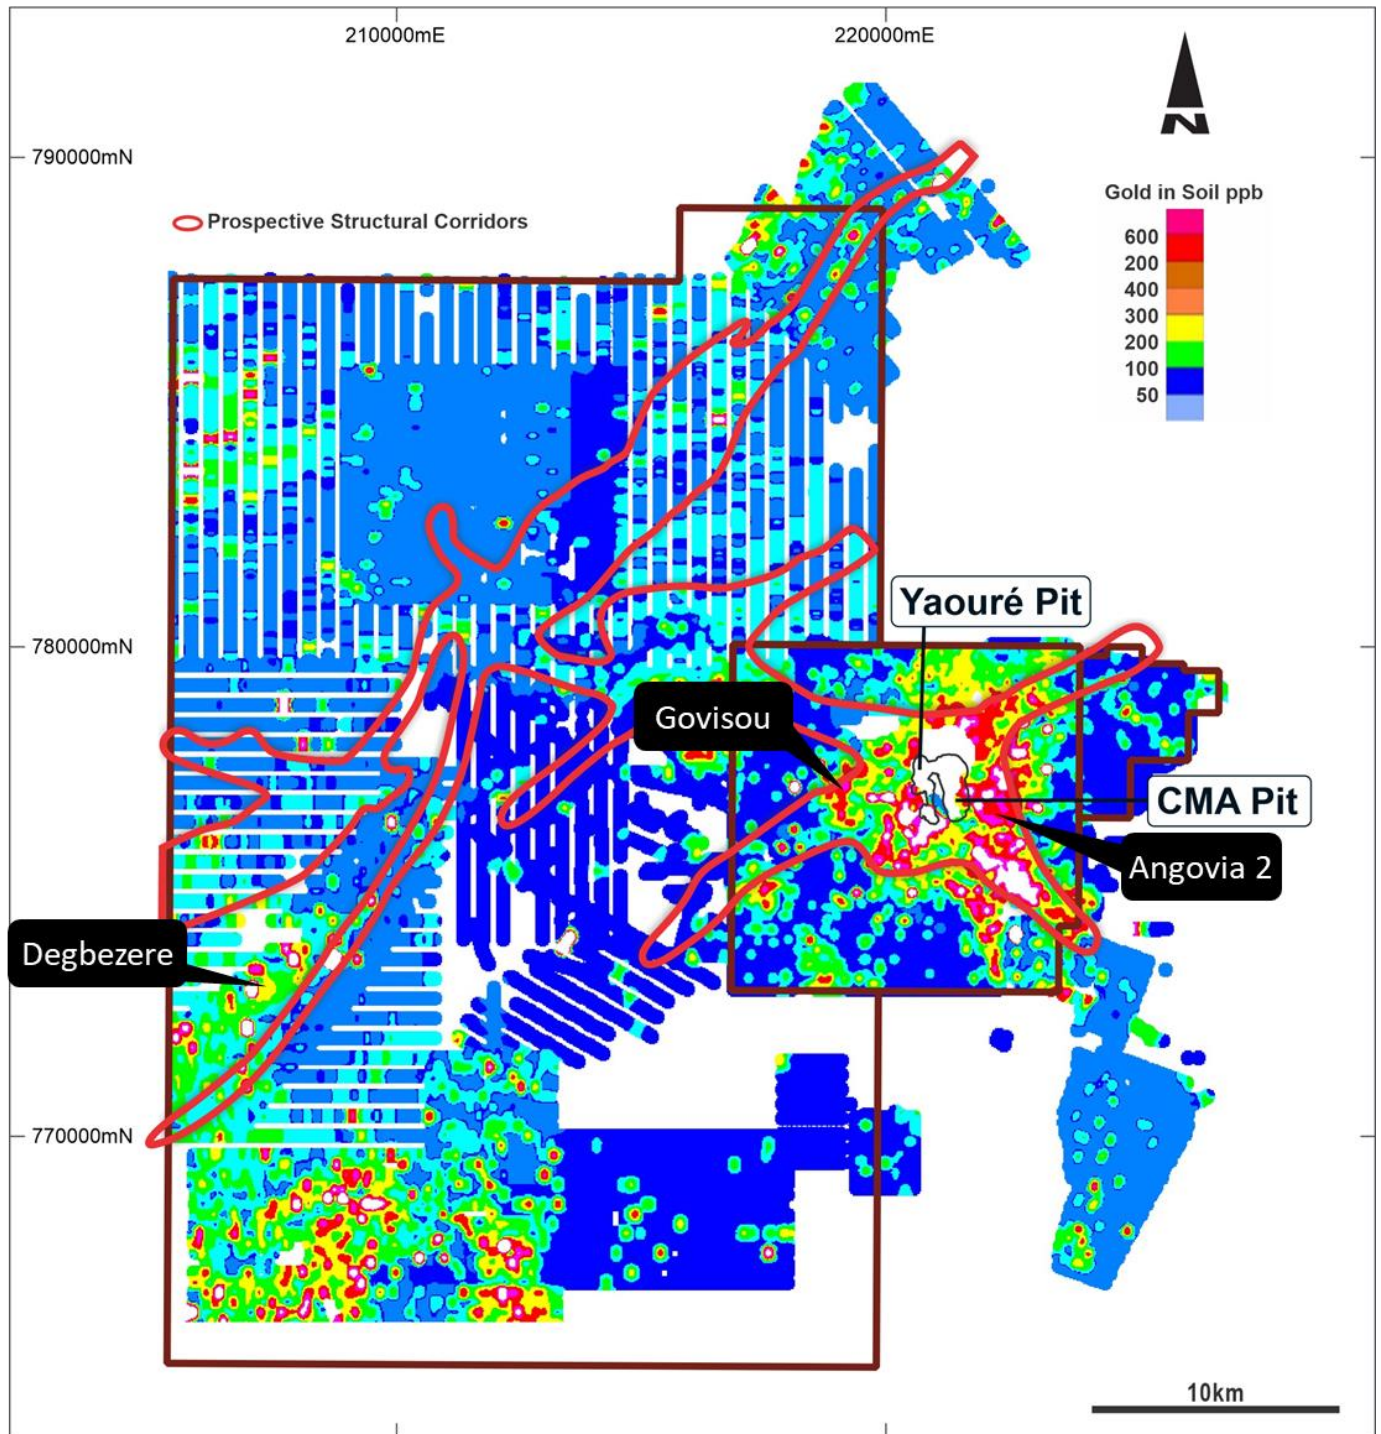 210000mE
220000mE
790000mN
N
Gold in Soil ppb
600
200
400
300
200
100
50
Prospective Structural Corridors
780000mN
Yaouré Pit
Govisou
CMA Pit
Angovia 2
Degbezere
770000mN
10km